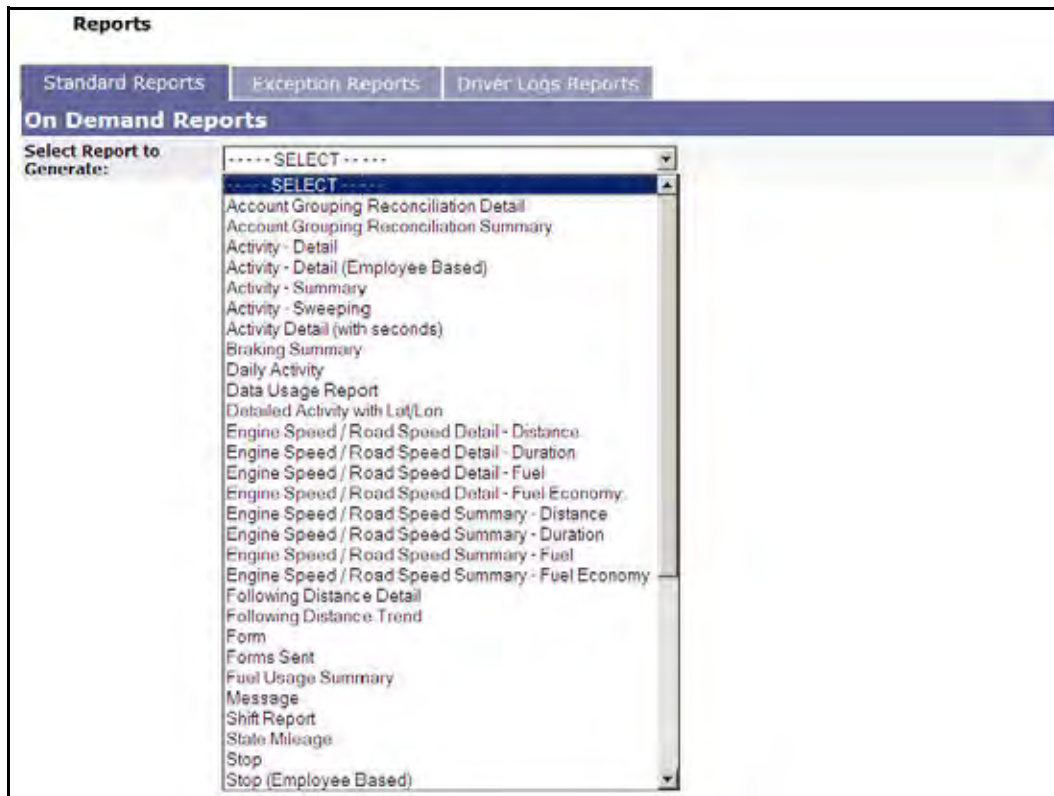 Reports
Standard Reports
Exception Reports
Driver Logs Reports
On Demand Reports
Select Report to
Generate:
----- SELECT -----
----- SELECT -----
Account Grouping Reconciliation Detail
Account Grouping Reconciliation Summary
Activity - Detail
Activity - Detail (Employee Based)
Activity - Summary
Activity - Sweeping
Activity Detail (with seconds)
Braking Summary
Daily Activity
Data Usage Report
Detailed Activity with Lat/Lon
Engine Speed / Road Speed Detail - Distance
Engine Speed / Road Speed Detail - Duration
Engine Speed / Road Speed Detail - Fuel
Engine Speed / Road Speed Detail - Fuel Economy
Engine Speed / Road Speed Summary - Distance
Engine Speed / Road Speed Summary - Duration
Engine Speed / Road Speed Summary - Fuel
Engine Speed / Road Speed Summary - Fuel Economy
Following Distance Detail
Following Distance Trend
Form
Forms Sent
Fuel Usage Summary
Message
Shift Report
State Mileage
Stop
Stop (Employee Based)